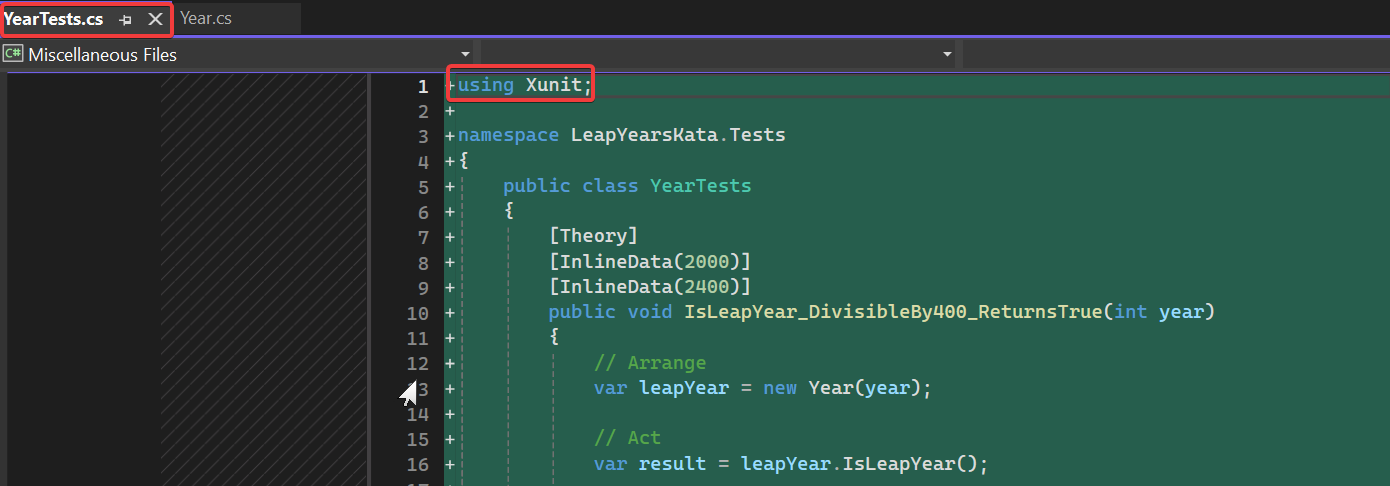 YearTests.cs Year.cs
C# Miscellaneous Files
1 +using Xunit;
2 +
3 +namespace LeapYearsKata.Tests
4 +{
5 + public class YearTests
6 + {
7 + [Theory]
8 + [InlineData(2000)]
9 + [InlineData(2400)]
10 + public void IsLeapYear_DivisibleBy400_ReturnsTrue(int year)
11 + {
12 + // Arrange
3 + var leapYear = new Year(year);
14 +
15 + // Act
16 + var result = leapYear.IsLeapYear();